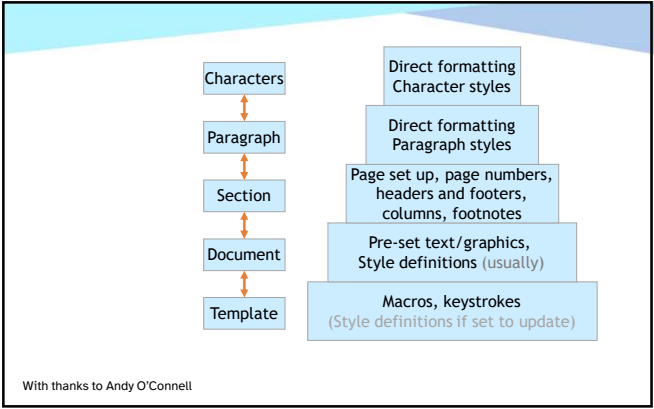 Characters
Direct formatting
Character styles
Paragraph
Direct formatting
Paragraph styles
Section
Page set up, page numbers,
headers and footers,
columns, footnotes
Document
Pre-set text/graphics,
Style definitions (usually)
Template
Macros, keystrokes
(Style definitions if set to update)
With thanks to Andy O’Connell